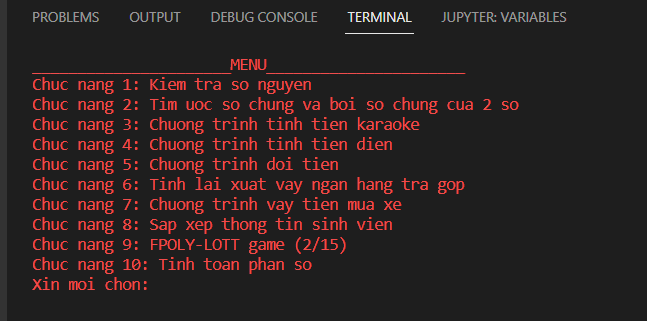 PROBLEMS OUTPUT DEBUG CONSOLE TERMINAL JUPYTER: VARIABLES
______________________MENU______________________
Chuc nang 1: Kiem tra so nguyen
Chuc nang 2: Tim uoc so chung va boi so chung cua 2 so
Chuc nang 3: Chuong trinh tinh tien karaoke
Chuc nang 4: Chuong trinh tinh tien dien
Chuc nang 5: Chuong trinh doi tien
Chuc nang 6: Tinh lai xuat vay ngan hang tra gop
Chuc nang 7: Chuong trinh vay tien mua xe
Chuc nang 8: Sap xep thong tin sinh vien
Chuc nang 9: FPOLY-LOTT game (2/15)
Chuc nang 10: Tinh toan phan so
Xin moi chon: